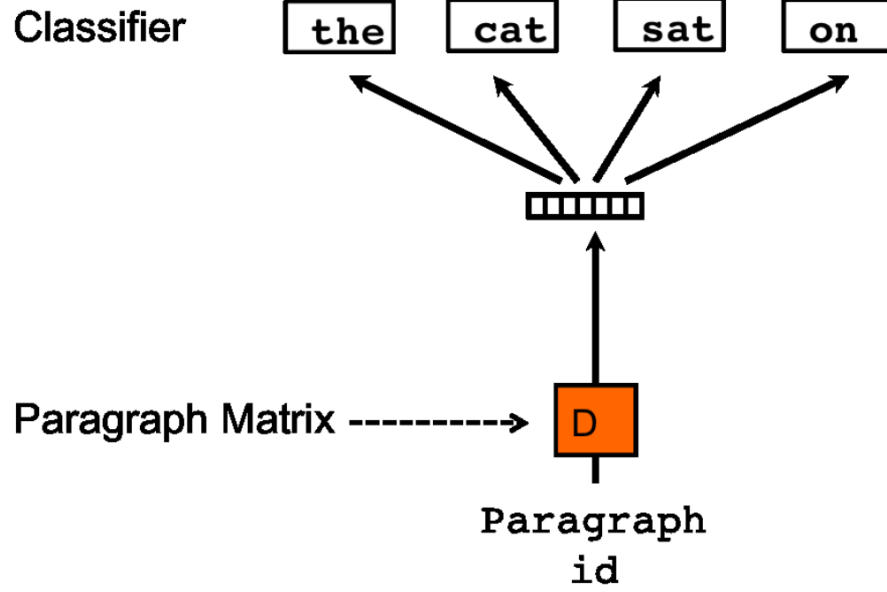 Classifier the cat sat on
D
Paragraph Matrix
Paragraph
id